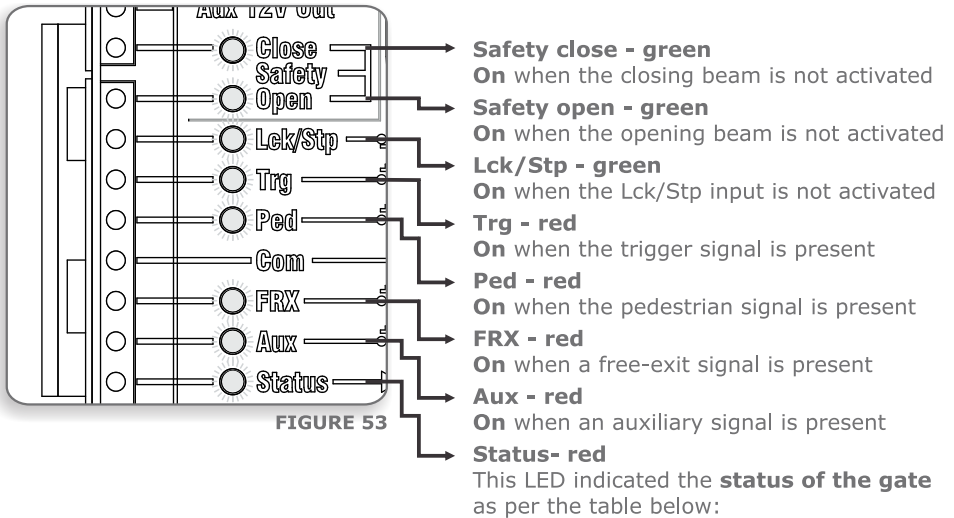 Aux 12V Out
Close
Safety
Open
Lck/Stp
Trg
Ped
Com
FRX
Aux
Status
FIGURE 53
Safety close - green
On when the closing beam is not activated
Safety open - green
On when the opening beam is not activated
Lck/Stp - green
On when the Lck/Stp input is not activated
Trg - red
On when the trigger signal is present
Ped - red
On when the pedestrian signal is present
FRX - red
On when a free-exit signal is present
Aux - red
On when an auxiliary signal is present
Status- red
This LED indicated the status of the gate
as per the table below: